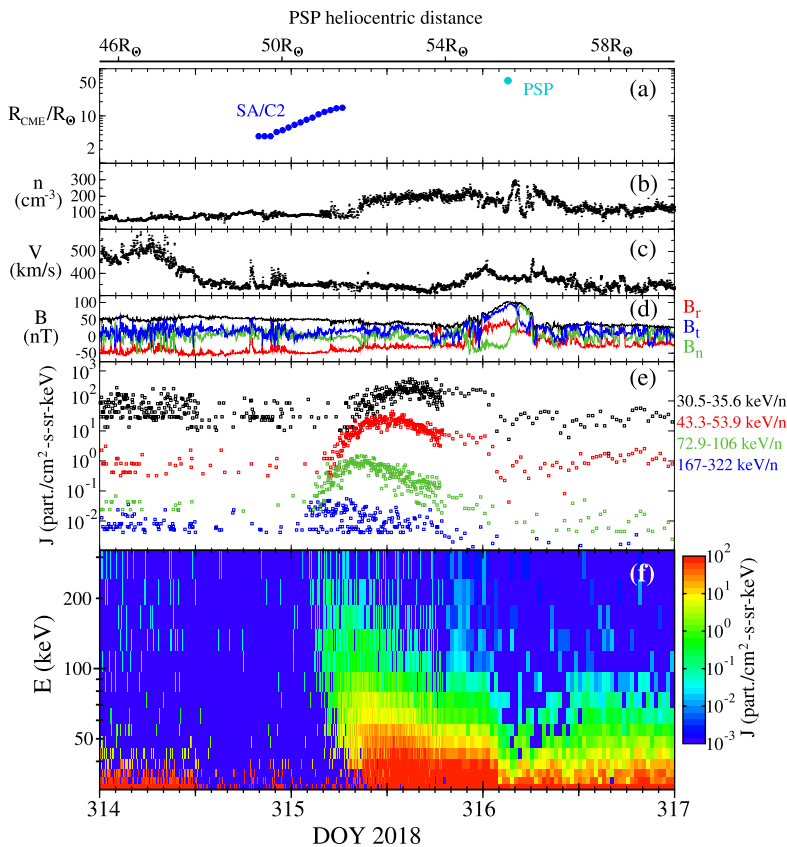 PSP heliocentric distance
46R☉ 50R☉ 54R☉ 58R☉
50
10
2
R_CME/R☉
SA/C2
PSP
(a)
300
200
100
n
(cm⁻³)
(b)
500
400
V
(km/s)
(c)
100
50
0
-50
B
(nT)
(d)
B_r
B_t
B_n
10³
10²
10¹
10⁰
10⁻¹
10⁻²
J (part./cm²-s-sr-keV)
(e)
30.5-35.6 keV/n
43.3-53.9 keV/n
72.9-106 keV/n
167-322 keV/n
200
100
50
E (keV)
(f)
10²
10¹
10⁰
10⁻¹
10⁻²
10⁻³
J (part./cm²-s-sr-keV)
314 315 316 317
DOY 2018